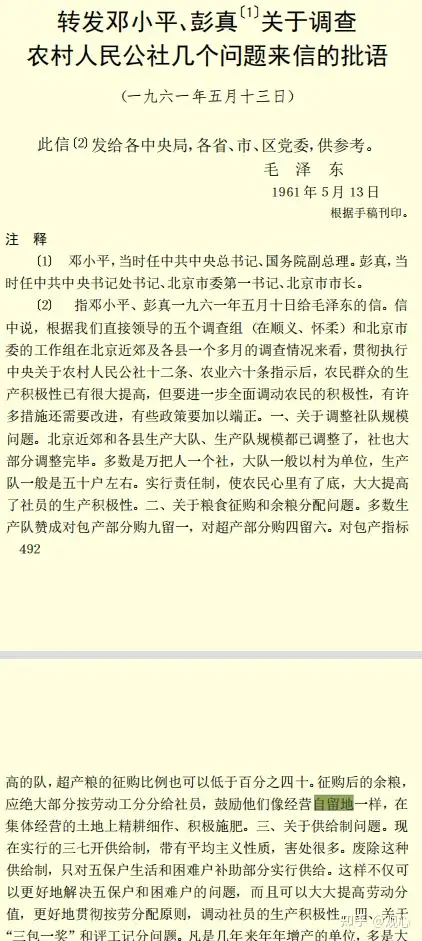 转发邓小平、彭真〔1〕关于调查
农村人民公社几个问题来信的批语
（一九六一年五月十三日）
此信〔2〕发给各中央局，各省、市、区党委，供参考。
毛 泽 东
1961年5月13日
根据手稿刊印。
注 释
〔1〕 邓小平，当时任中共中央总书记、国务院副总理。彭真，当
时任中共中央书记处书记、北京市委第一书记、北京市市长。
〔2〕 指邓小平、彭真一九六一年五月十日给毛泽东的信。信
中说，根据我们直接领导的五个调查组（在顺义、怀柔）和北京市
委的工作组在北京近郊及各县一个多月的调查情况来看，贯彻执行
中央关于农村人民公社十二条、农业六十条指示后，农民群众的生
产积极性已有很大提高，但要进一步全面调动农民的积极性，有许
多措施还需要改进，有些政策要加以端正。一、关于调整社队规模
问题。北京近郊和各县生产大队、生产队规模都已调整了，社也大
部分调整完毕。多数是万把人一个社，大队一般以村为单位，生产
队一般是五十户左右。实行责任制，使农民心里有了底，大大提高
了社员的生产积极性。二、关于粮食征购和余粮分配问题。多数生
产队赞成对包产部分购九留一，对超产部分购四留六。对包产指标
492
高的队，超产粮的征购比例也可以低于百分之四十。征购后的余粮，
应绝大部分按劳动工分分给社员，鼓励他们像经营自留地一样，在
集体经营的土地上精耕细作、积极施肥。三、关于供给制问题。现
在实行的三七开供给制，带有平均主义性质，害处很多。废除这种
供给制，只对五保户生活和困难户补助部分实行供给。这样不仅可
以更好地解决五保户和困难户的问题，而且可以大大提高劳动分
值，更好地贯彻按劳分配原则，调动社员的生产积极性。四、关于
“三包一奖”和评工记分问题。凡是几年来年年增产的单位，多是大
知乎 @观心